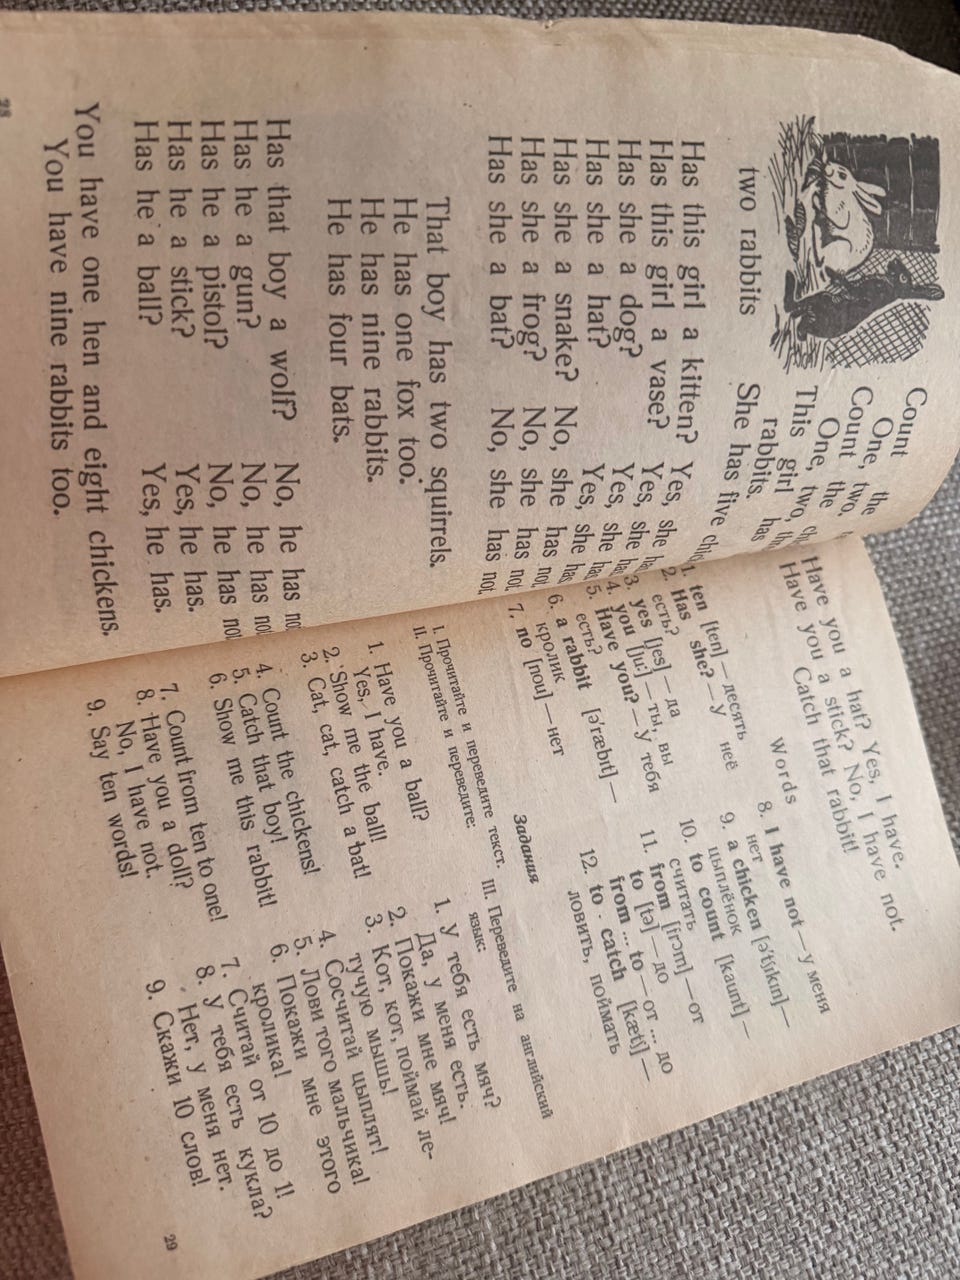 Count the
One,
Count two,
One, the
This girl has
rabbits.
She has five
two rabbits
Has this girl a kitten? Yes, she
Has this girl a vase? Yes, she
Has she a dog? Yes, she
Has she a hat? Yes, she
Has she a snake? No, she has
Has she a frog? No, she has
Has she a bat? No, she has
That boy has two squirrels.
He has one fox too.
He has nine rabbits.
He has four bats.
Has that boy a wolf? No, he has
Has he a gun? No, he has
Has he a pistol? No, he has
Has he a stick? Yes, he has.
Has he a ball? Yes, he has.
You have one hen and eight chickens.
You have nine rabbits too.
28
Have you a hat? Yes, I have.
Have you a stick? No, I have not.
Catch that rabbit!
Words
1. ten [ten] — десять
2. Has she? — у неё
есть?
3. yes [jes] — да
4. you [ju:] — ты, вы
5. Have you? — у тебя
есть?
6. a rabbit [ə'ræbıt] —
кролик
7. no [nou] — нет
8. I have not — у меня
нет
9. a chicken [ə'tʃıkın] —
цыплёнок
10. to count [kaunt] —
считать
11. from [frɔm] — от
to [tə] — до
from ... to — от ... до
12. to catch [kætʃ] —
ловить, поймать
Задания
I. Прочитайте и переведите текст.
II. Прочитайте и переведите:
1. Have you a ball?
Yes, I have.
2. Show me the ball!
3. Cat, cat, catch a bat!
4. Count the chickens!
5. Catch that boy!
6. Show me this rabbit!
7. Count from ten to one!
8. Have you a doll?
No, I have not.
9. Say ten words!
III. Переведите на английский
язык:
1. У тебя есть мяч?
Да, у меня есть.
2. Покажи мне мяч!
3. Кот, кот, поймай ле-
тучую мышь!
4. Сосчитай цыплят!
5. Лови того мальчика!
6. Покажи мне этого
кролика!
7. Считай от 10 до 1!
8. У тебя есть кукла?
Нет, у меня нет.
9. Скажи 10 слов!
29